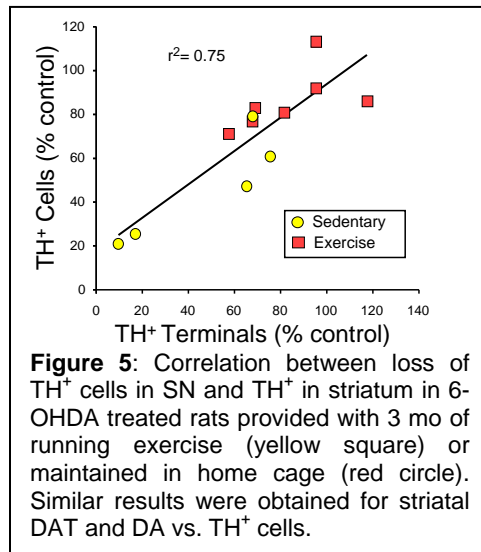 120
r²= 0.75
100
80
60
40
20
0
TH⁺ Cells (% control)
Sedentary
Exercise
0 20 40 60 80 100 120 140
TH⁺ Terminals (% control)
Figure 5: Correlation between loss of
TH⁺ cells in SN and TH⁺ in striatum in 6-
OHDA treated rats provided with 3 mo of
running exercise (yellow square) or
maintained in home cage (red circle).
Similar results were obtained for striatal
DAT and DA vs. TH⁺ cells.